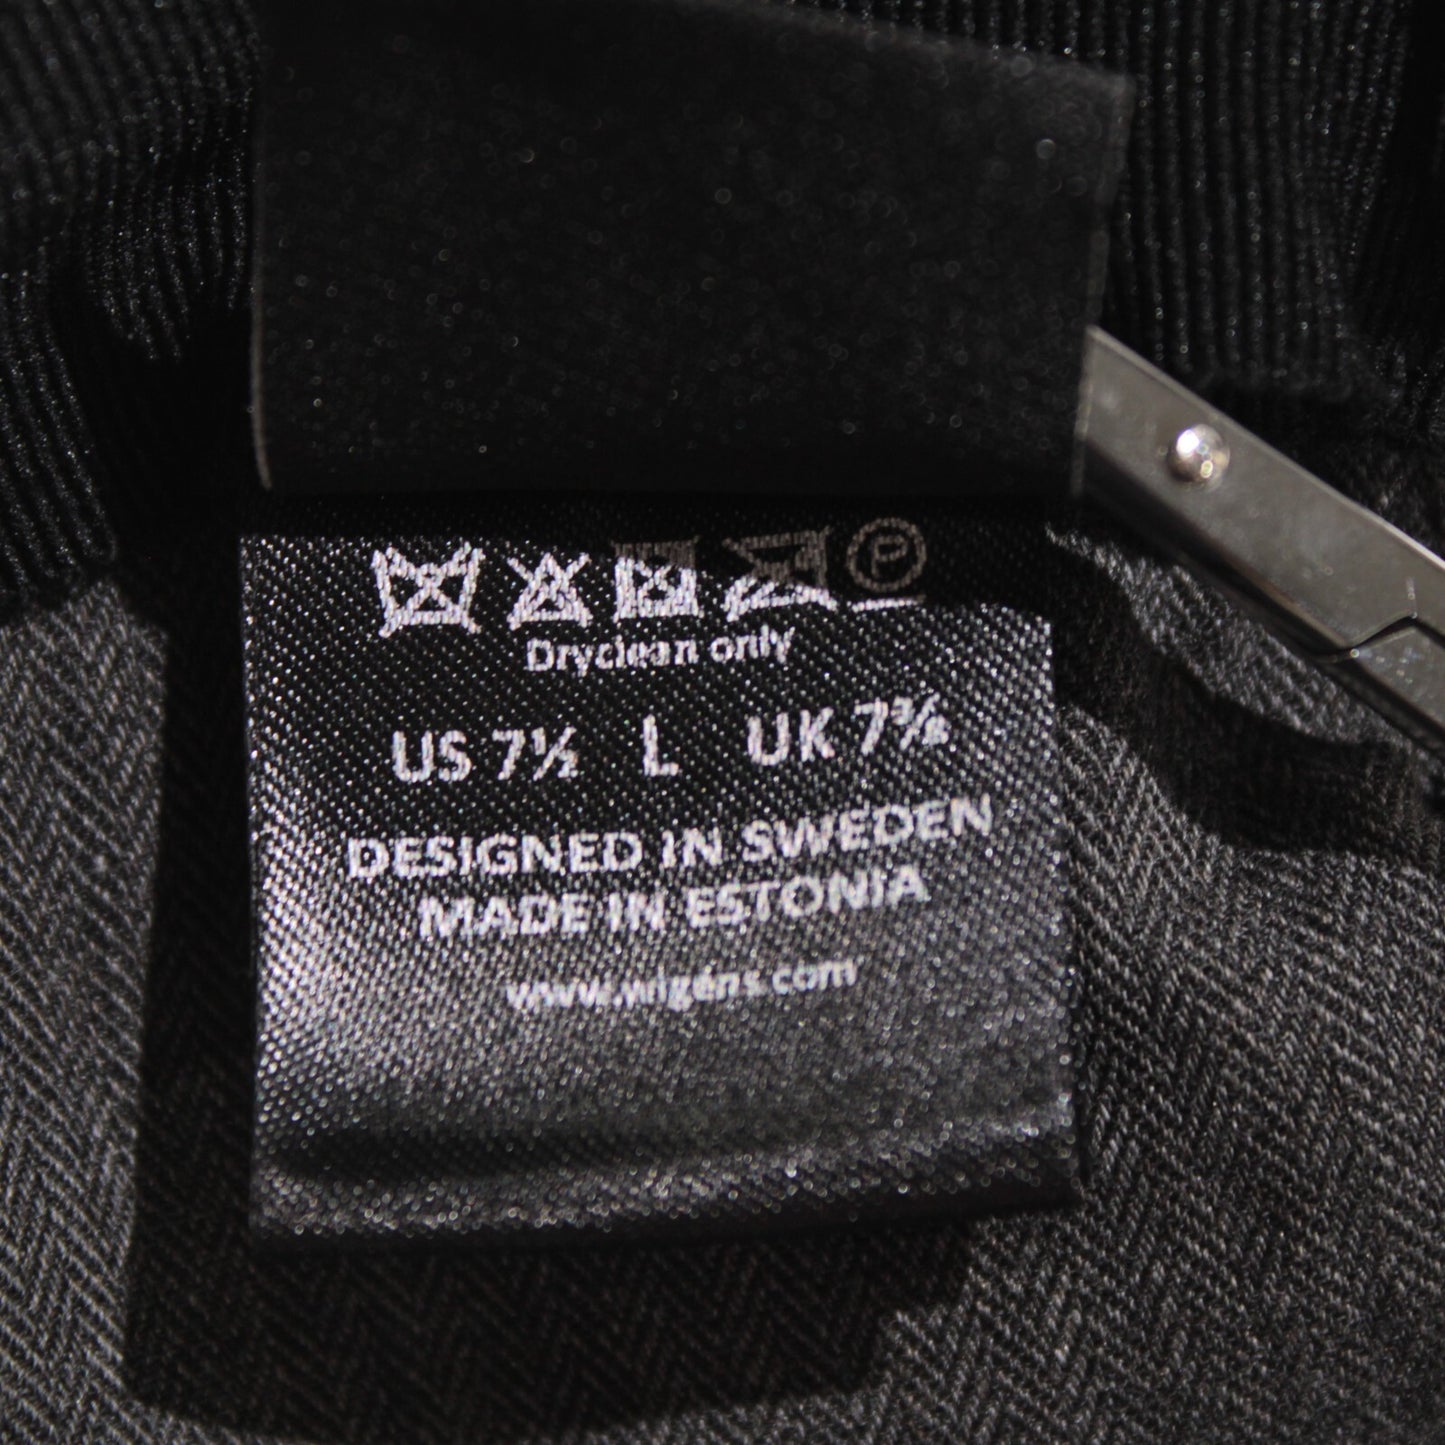 P
Dryclean only
US 7½ L UK 7⅜
DESIGNED IN SWEDEN
MADE IN ESTONIA
www.wigens.com